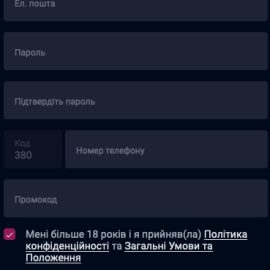 Ел. пошта
Пароль
Підтвердіть пароль
Код
380
Номер телефону
Промокод
Мені більше 18 років і я прийняв(ла) Політика
конфіденційності та Загальні Умови та
Положення